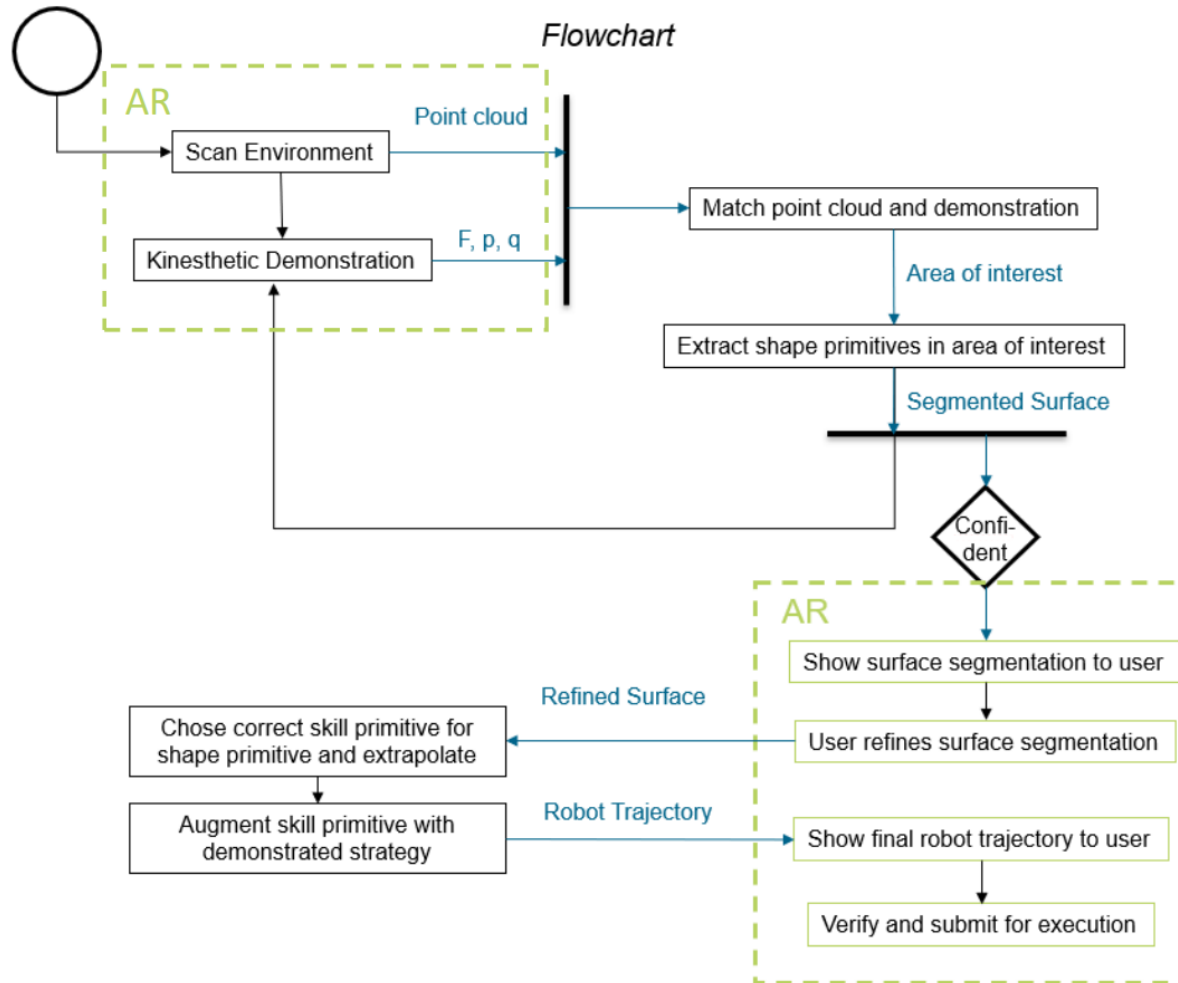 Flowchart
AR
Point cloud
Scan Environment
F, p, q
Kinesthetic Demonstration
Match point cloud and demonstration
Area of interest
Extract shape primitives in area of interest
Segmented Surface
Confi-
dent
AR
Show surface segmentation to user
Refined Surface
User refines surface segmentation
Chose correct skill primitive for
shape primitive and extrapolate
Robot Trajectory
Augment skill primitive with
demonstrated strategy
Show final robot trajectory to user
Verify and submit for execution